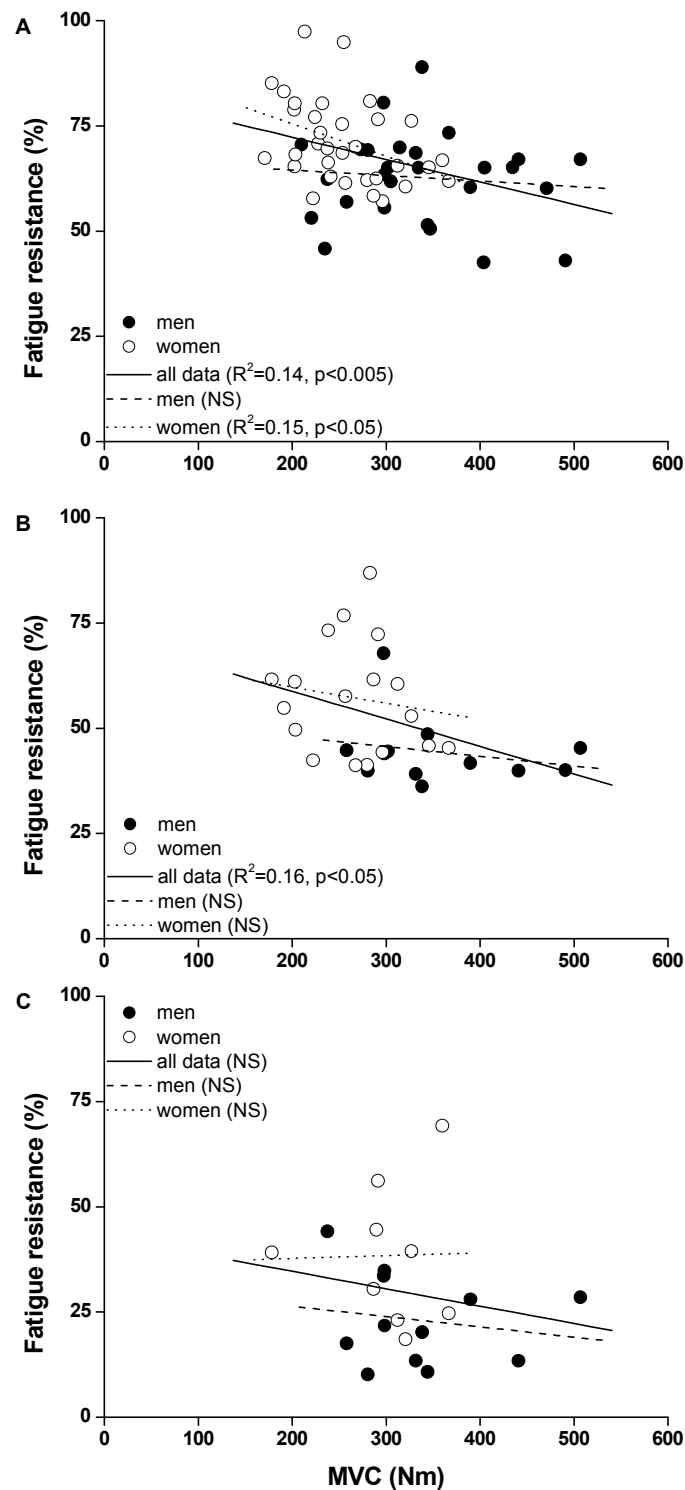 A
100
75
50
25
0
Fatigue resistance (%)
men
women
all data (R²=0.14, p<0.005)
men (NS)
women (R²=0.15, p<0.05)
0 100 200 300 400 500 600
B
100
75
50
25
0
Fatigue resistance (%)
men
women
all data (R²=0.16, p<0.05)
men (NS)
women (NS)
0 100 200 300 400 500 600
C
100
75
50
25
0
Fatigue resistance (%)
men
women
all data (NS)
men (NS)
women (NS)
0 100 200 300 400 500 600
MVC (Nm)